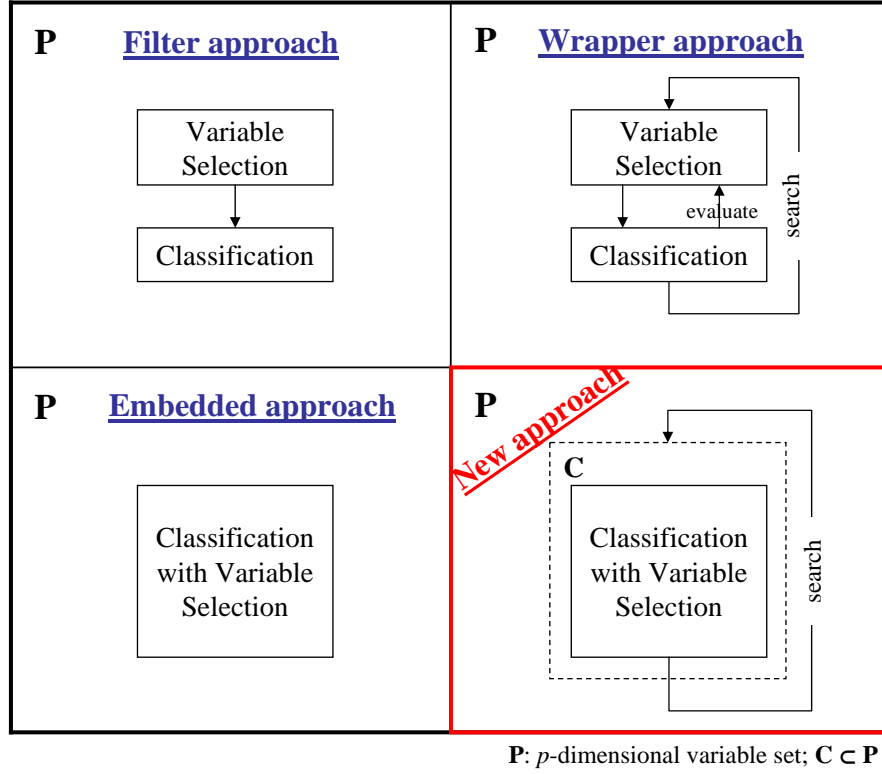 P
Filter approach
Variable
Selection
Classification
P
Wrapper approach
Variable
Selection
evaluate
Classification
search
P
Embedded approach
Classification
with Variable
Selection
P
New approach
C
Classification
with Variable
Selection
search
P: p-dimensional variable set; C ⊂ P